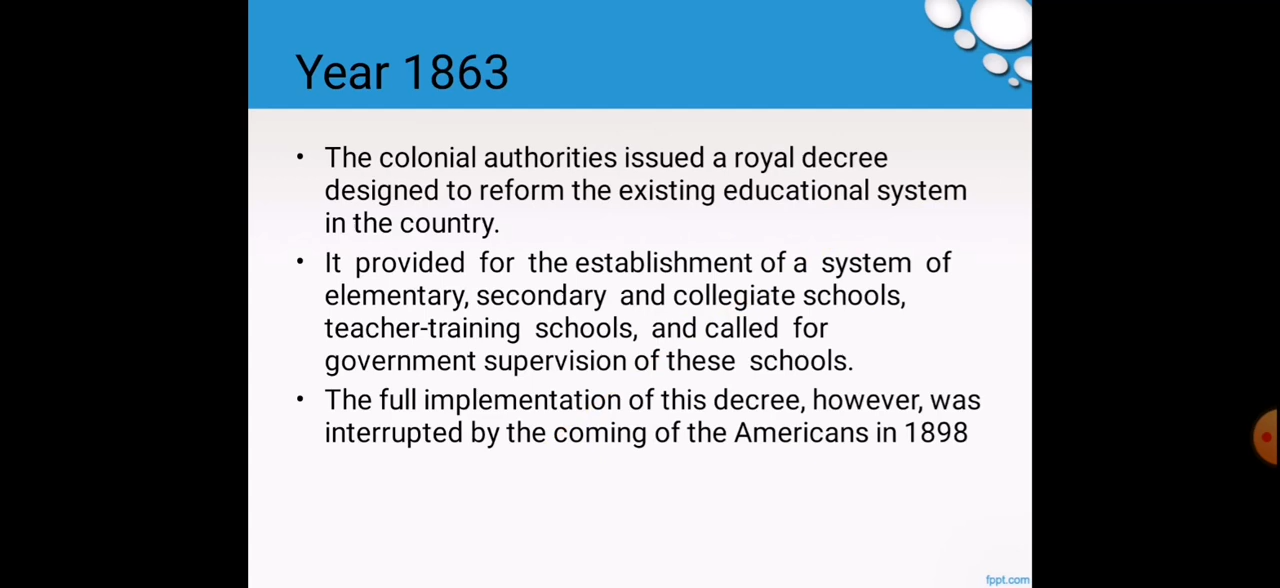 Year 1863
• The colonial authorities issued a royal decree
designed to reform the existing educational system
in the country.
• It provided for the establishment of a system of
elementary, secondary and collegiate schools,
teacher-training schools, and called for
government supervision of these schools.
• The full implementation of this decree, however, was
interrupted by the coming of the Americans in 1898
fppt.com